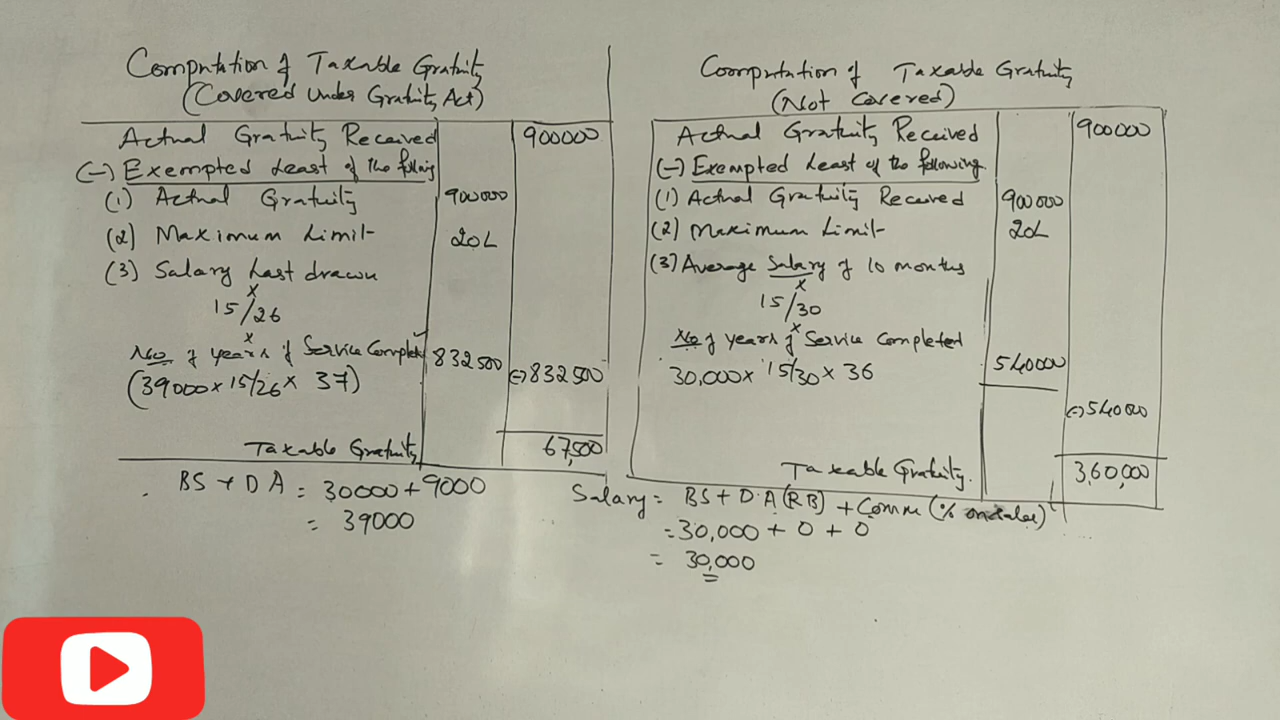 Computation of Taxable Gratuity
(Covered Under Gratuity Act)
Actual Gratuity Received 900000
(-) Exempted Least of the following
(1) Actual Gratuity 900000
(2) Maximum Limit 20L
(3) Salary Last drawn
x
15/26
x
No of years of Service Complet 832500 (-) 832500
(39000 x 15/26 x 37)
Taxable Gratuity 67,500
BS + DA = 30000 + 9000
= 39000
Computation of Taxable Gratuity
(Not Covered)
Actual Gratuity Received 900000
(-) Exempted Least of the following
(1) Actual Gratuity Received 900000
(2) Maximum Limit 20L
(3) Average Salary of 10 months
x
15/30
x
No of years of Service Completed
30,000 x 15/30 x 36 540000
(-) 540000
Taxable Gratuity. 3,60,000
Salary = BS + D.A (RB) + Comm (% on sales)
= 30,000 + 0 + 0
= 30,000